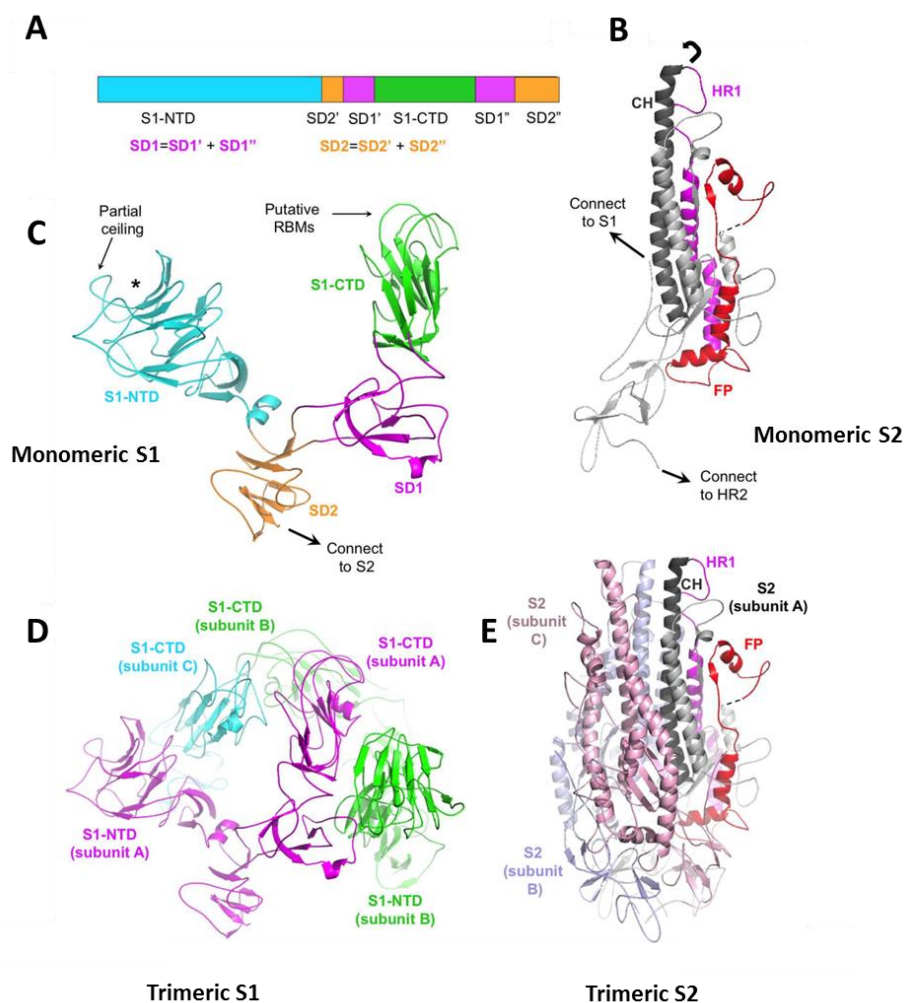 A
S1-NTD
SD2' SD1' S1-CTD SD1" SD2"
SD1=SD1' + SD1" SD2=SD2' + SD2"
B
CH
HR1
Connect
to S1
FP
Monomeric S2
Connect
to HR2
C
Partial
ceiling
*
Putative
RBMs
S1-CTD
S1-NTD
Monomeric S1
SD1
SD2
Connect
to S2
D
S1-CTD
(subunit B)
S1-CTD
(subunit C)
S1-CTD
(subunit A)
S1-NTD
(subunit A)
S1-NTD
(subunit B)
Trimeric S1
E
S2
(subunit
C)
CH
HR1
S2
(subunit A)
FP
S2
(subunit
B)
Trimeric S2